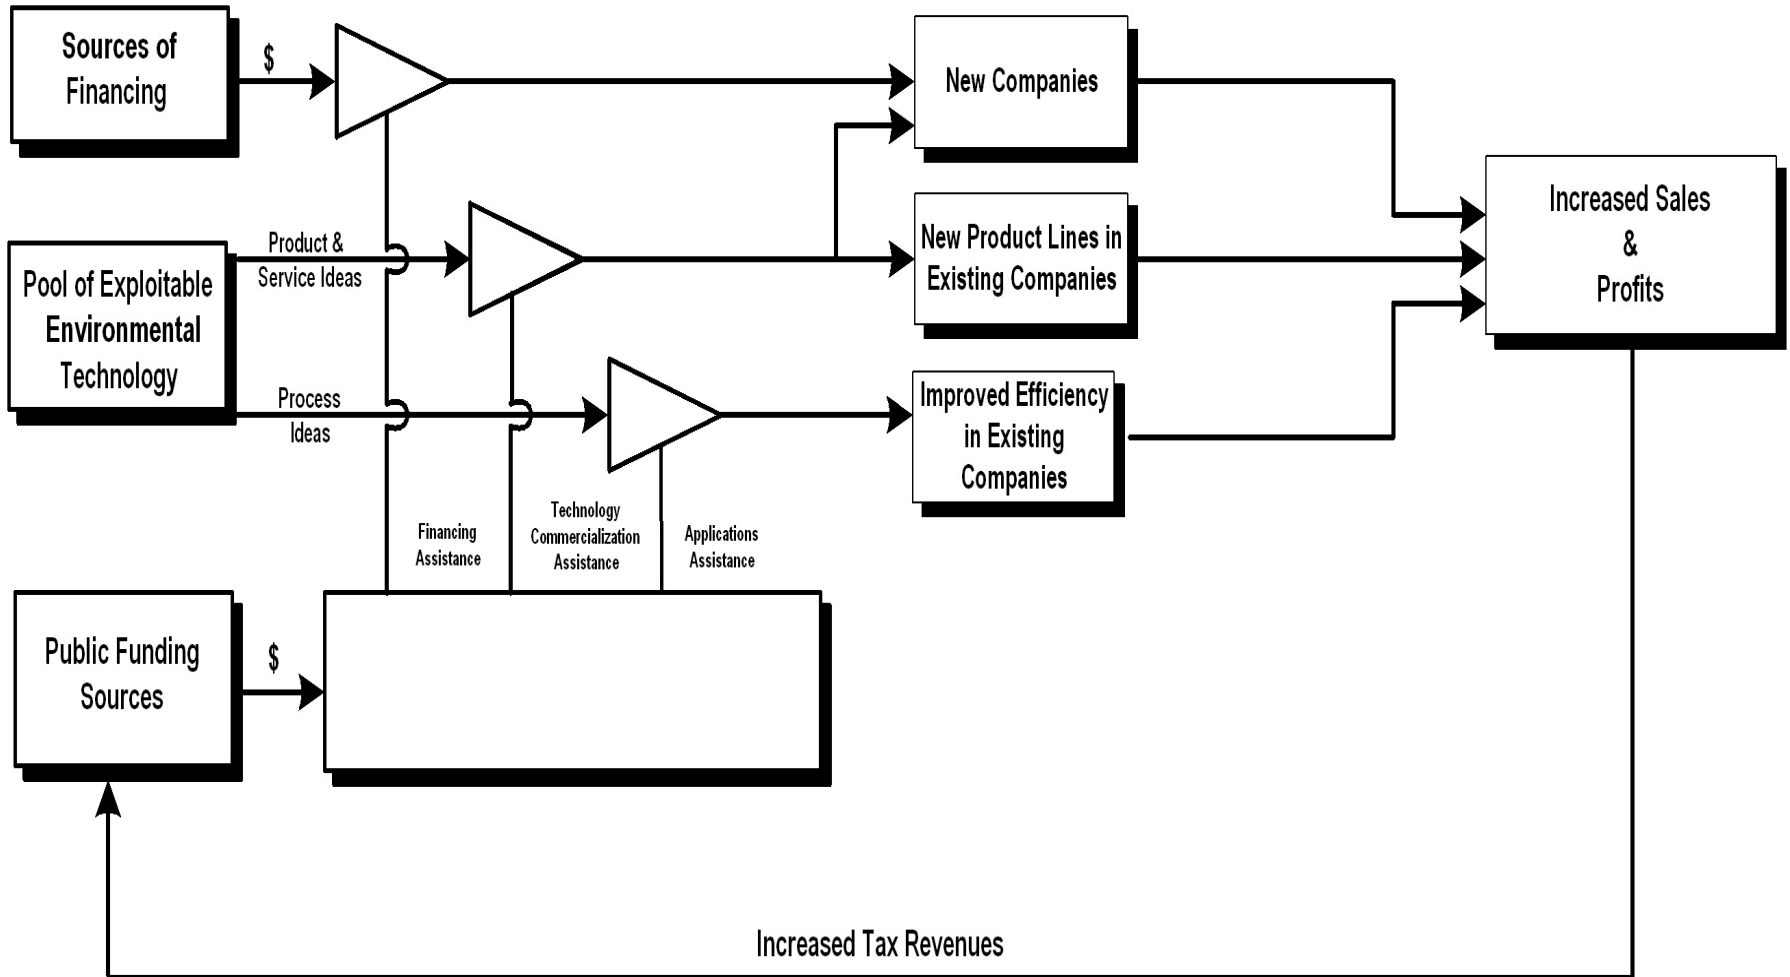 Sources of
Financing
$
New Companies
Increased Sales
&
Profits
Product &
Service Ideas
New Product Lines in
Existing Companies
Pool of Exploitable
Environmental
Technology
Process
Ideas
Improved Efficiency
in Existing
Companies
Financing
Assistance
Technology
Commercialization
Assistance
Applications
Assistance
Public Funding
Sources
$
Increased Tax Revenues